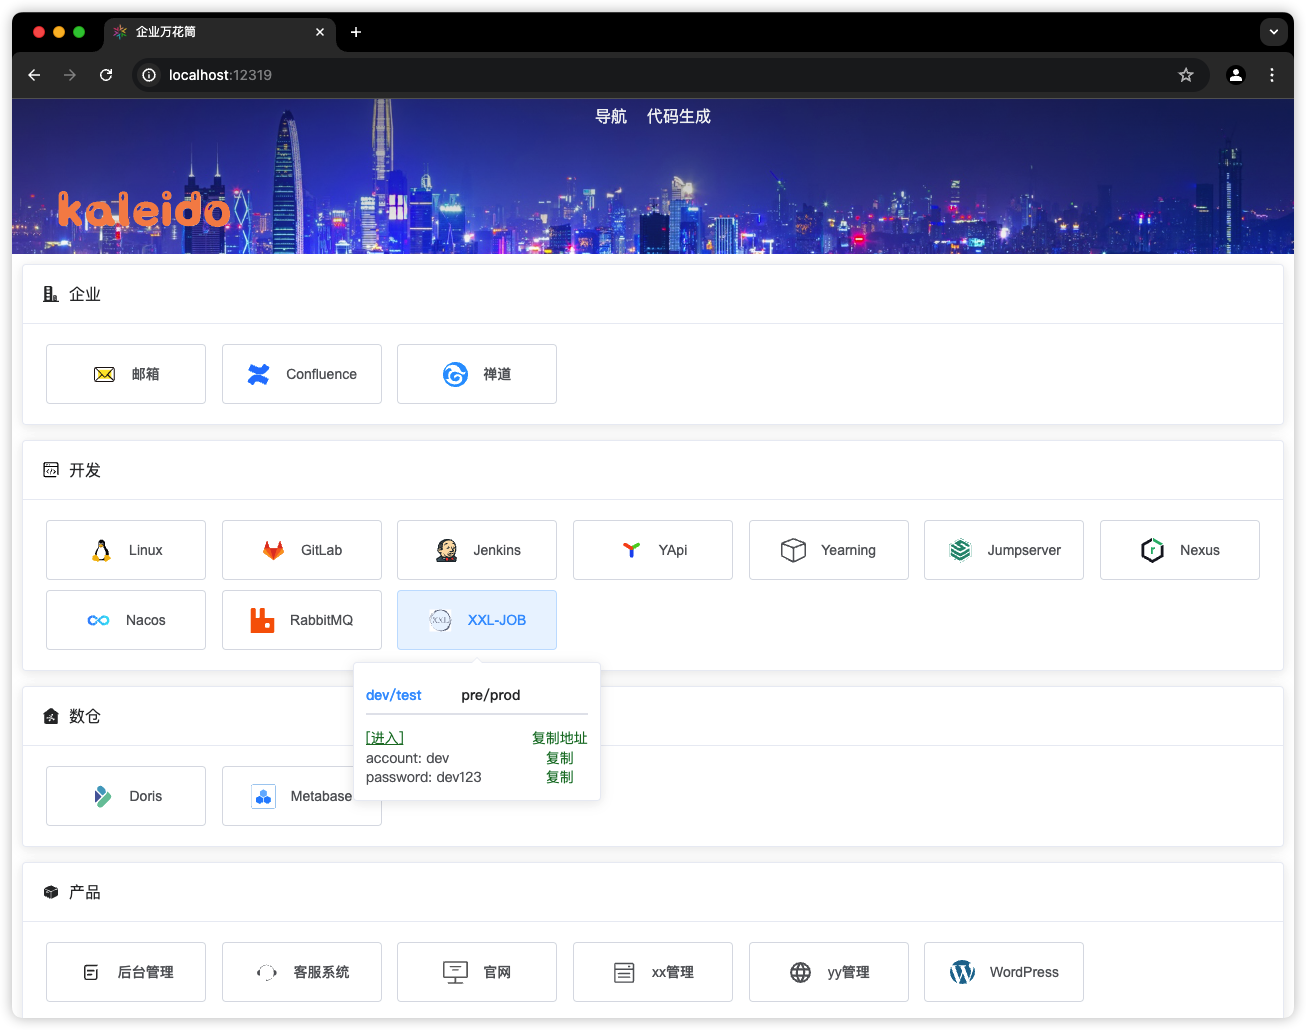 企业万花筒
localhost:12319
导航 代码生成
kaleido
企业
邮箱 Confluence 禅道
开发
Linux GitLab Jenkins YApi Yearning Jumpserver Nexus
Nacos RabbitMQ XXL XXL-JOB
dev/test pre/prod
[进入] 复制地址
account: dev 复制
password: dev123 复制
数仓
Doris Metabase
产品
后台管理 客服系统 官网 xx管理 yy管理 WordPress